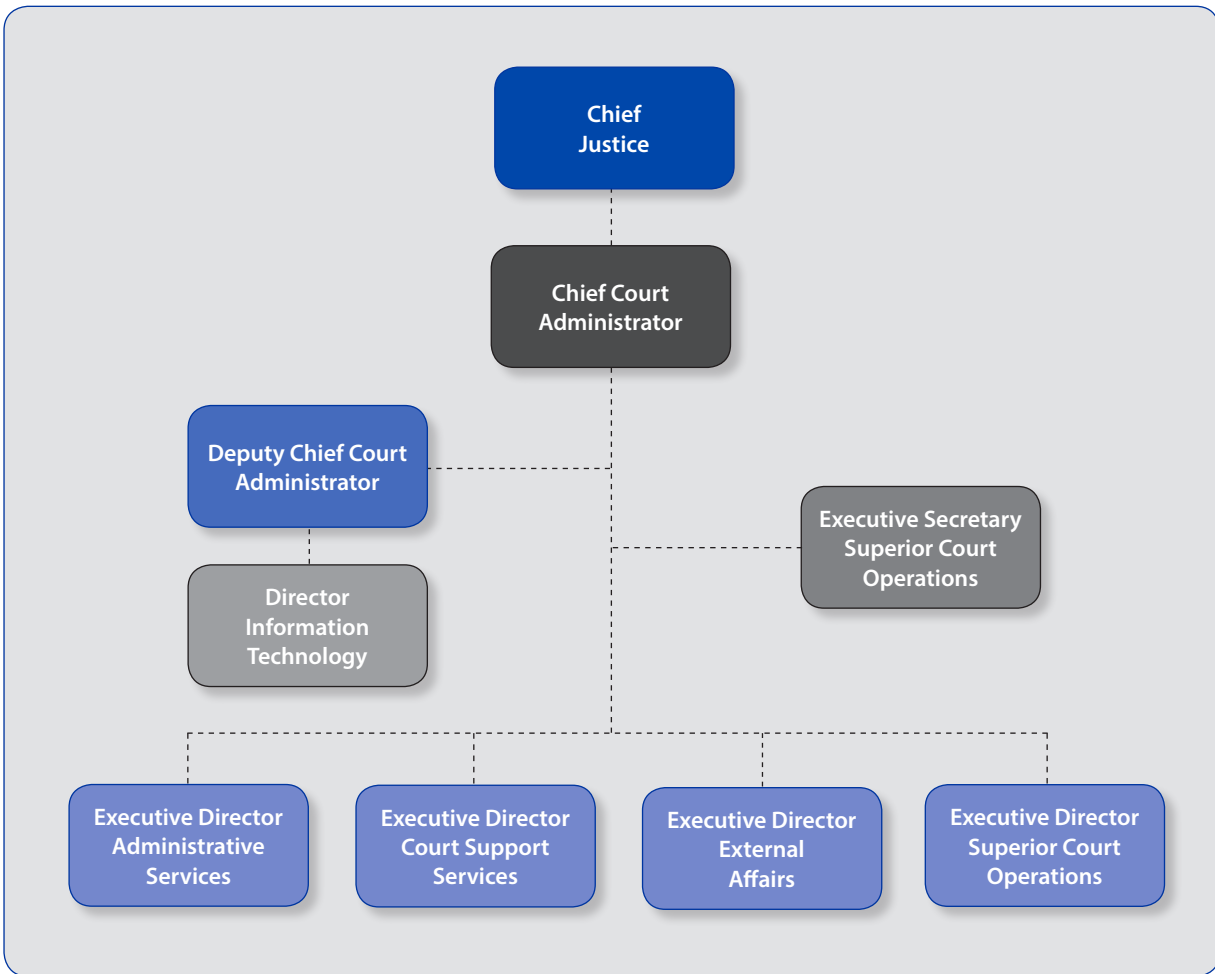 Chief
Justice
Chief Court
Administrator
Deputy Chief Court
Administrator
Executive Secretary
Superior Court
Operations
Director
Information
Technology
Executive Director
Administrative
Services
Executive Director
Court Support
Services
Executive Director
External
Affairs
Executive Director
Superior Court
Operations